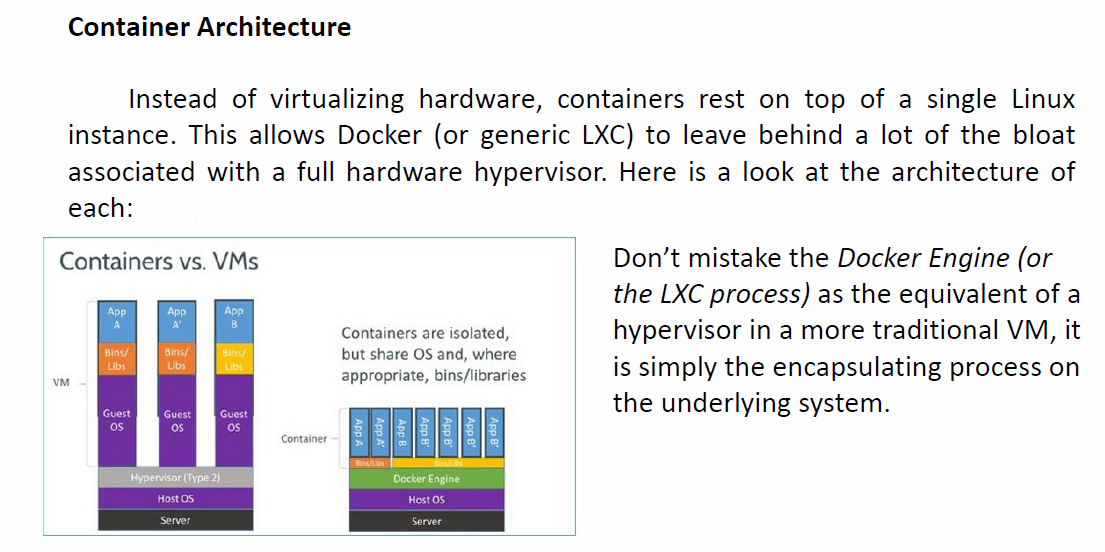 Container Architecture
Instead of virtualizing hardware, containers rest on top of a single Linux
instance. This allows Docker (or generic LXC) to leave behind a lot of the bloat
associated with a full hardware hypervisor. Here is a look at the architecture of
each:
Containers vs. VMs
App
A
App
A'
App
B
Bins/
Libs
Bins/
Libs
Bins/
Libs
VM
Guest
OS
Guest
OS
Guest
OS
Hypervisor (Type 2)
Host OS
Server
Containers are isolated,
but share OS and, where
appropriate, bins/libraries
Container
App A
App A'
App B
App B'
App B'
App B'
App B'
Bins/Libs
Bins/Libs
Docker Engine
Host OS
Server
Don’t mistake the Docker Engine (or
the LXC process) as the equivalent of a
hypervisor in a more traditional VM, it
is simply the encapsulating process on
the underlying system.